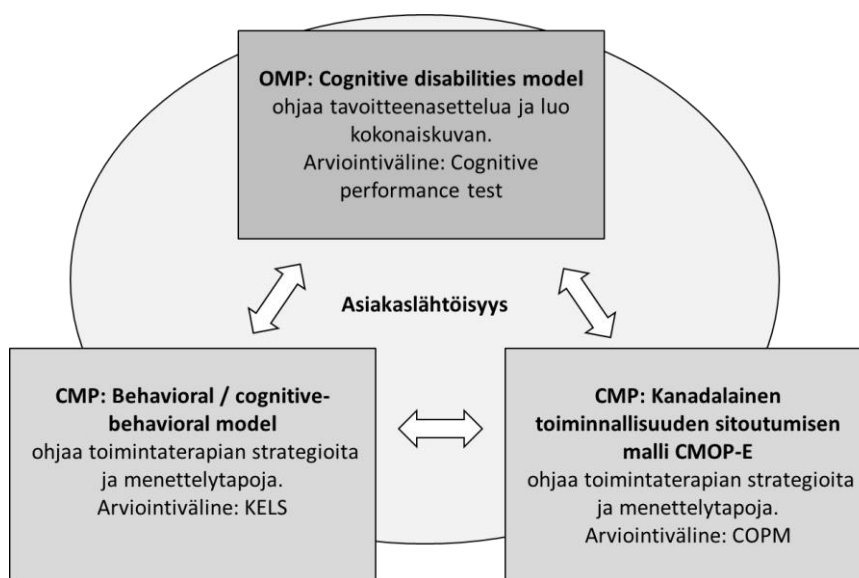 OMP: Cognitive disabilities model
ohjaa tavoitteenasettelua ja luo
kokonaiskuvan.
Arviointiväline: Cognitive
performance test
Asiakaslähtöisyys
CMP: Behavioral / cognitive-
behavioral model
ohjaa toimintaterapian strategioita
ja menettelytapoja.
Arviointiväline: KELS
CMP: Kanadalainen
toiminnallisuuden sitoutumisen
malli CMOP-E
ohjaa toimintaterapian strategioita
ja menettelytapoja.
Arviointiväline: COPM